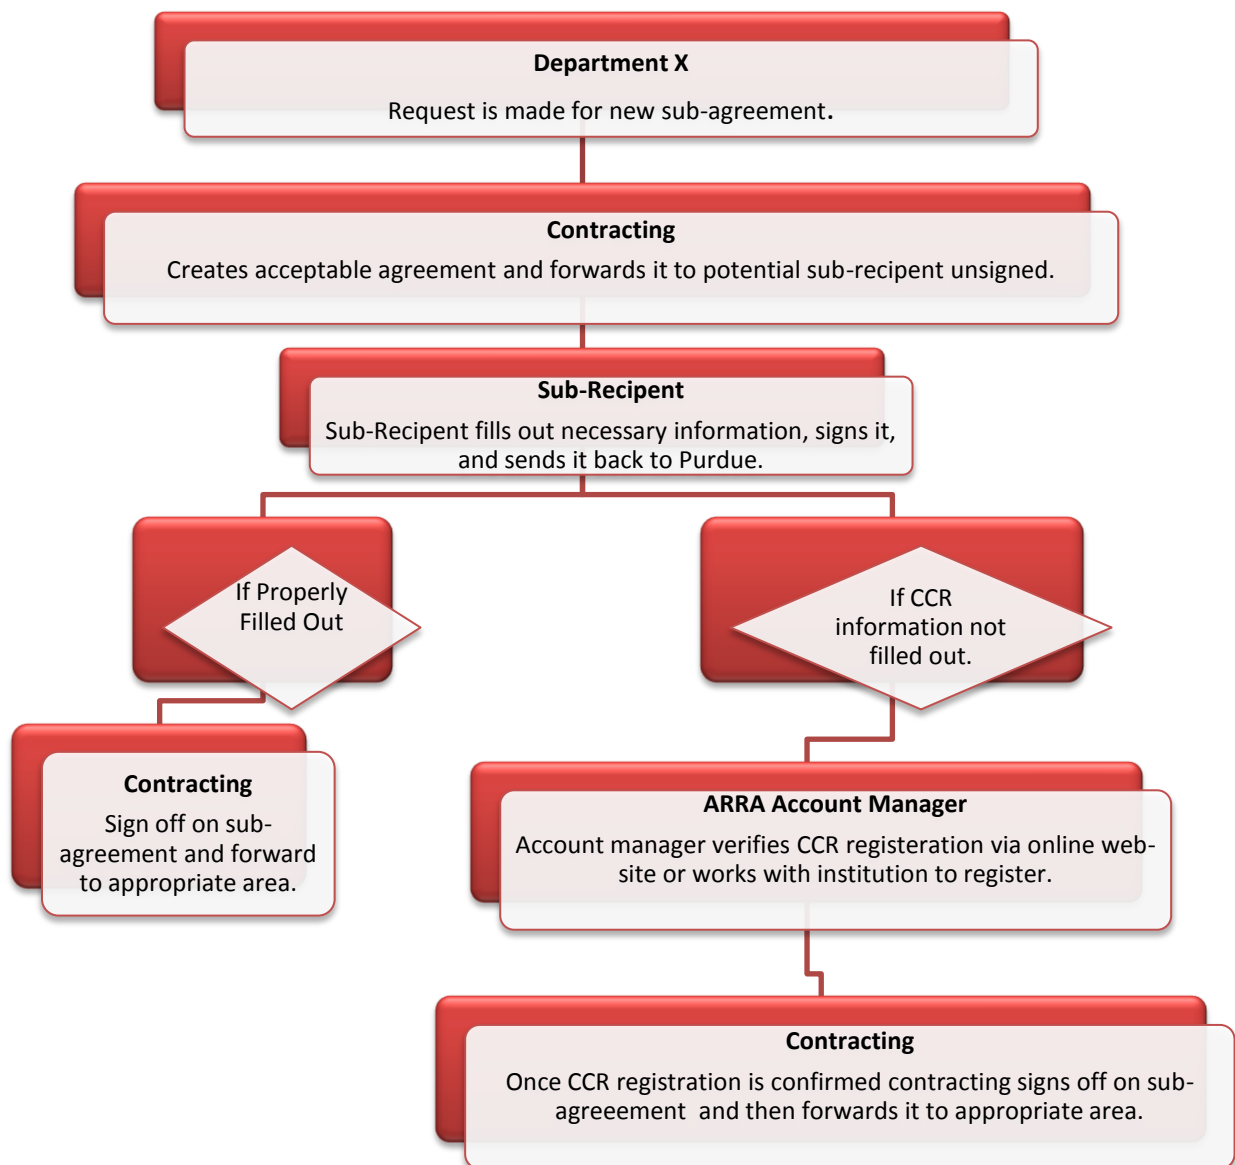 Department X
Request is made for new sub-agreement.
Contracting
Creates acceptable agreement and forwards it to potential sub-recipent unsigned.
Sub-Recipent
Sub-Recipent fills out necessary information, signs it,
and sends it back to Purdue.
If Properly
Filled Out
If CCR
information not
filled out.
Contracting
Sign off on sub-
agreement and forward
to appropriate area.
ARRA Account Manager
Account manager verifies CCR registeration via online web-
site or works with institution to register.
Contracting
Once CCR registration is confirmed contracting signs off on sub-
agreeement and then forwards it to appropriate area.